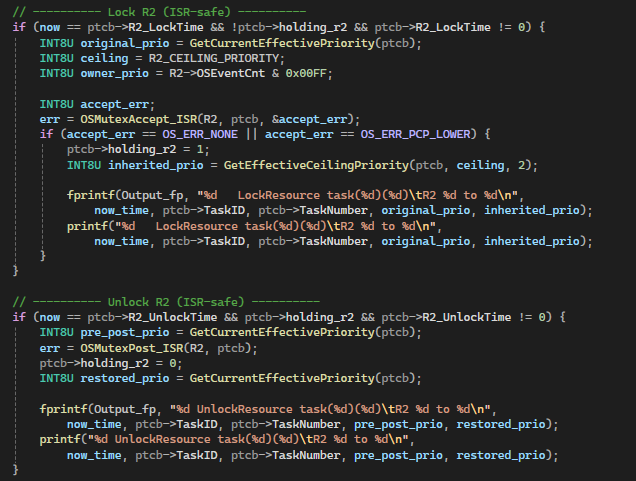 // ---------- Lock R2 (ISR-safe) ----------
if (now == ptcb->R2_LockTime && !ptcb->holding_r2 && ptcb->R2_LockTime != 0) {
    INT8U original_prio = GetCurrentEffectivePriority(ptcb);
    INT8U ceiling = R2_CEILING_PRIORITY;
    INT8U owner_prio = R2->OSEventCnt & 0x00FF;

    INT8U accept_err;
    err = OSMutexAccept_ISR(R2, ptcb, &accept_err);
    if (accept_err == OS_ERR_NONE || accept_err == OS_ERR_PCP_LOWER) {
        ptcb->holding_r2 = 1;
        INT8U inherited_prio = GetEffectiveCeilingPriority(ptcb, ceiling, 2);

        fprintf(Output_fp, "%d   LockResource task(%d)(%d)\tR2 %d to %d\n",
            now_time, ptcb->TaskID, ptcb->TaskNumber, original_prio, inherited_prio);
        printf("%d   LockResource task(%d)(%d)\tR2 %d to %d\n",
            now_time, ptcb->TaskID, ptcb->TaskNumber, original_prio, inherited_prio);
    }
}

// ---------- Unlock R2 (ISR-safe) ----------
if (now == ptcb->R2_UnlockTime && ptcb->holding_r2 && ptcb->R2_UnlockTime != 0) {
    INT8U pre_post_prio = GetCurrentEffectivePriority(ptcb);
    err = OSMutexPost_ISR(R2, ptcb);
    ptcb->holding_r2 = 0;
    INT8U restored_prio = GetCurrentEffectivePriority(ptcb);

    fprintf(Output_fp, "%d UnlockResource task(%d)(%d)\tR2 %d to %d\n",
        now_time, ptcb->TaskID, ptcb->TaskNumber, pre_post_prio, restored_prio);
    printf("%d UnlockResource task(%d)(%d)\tR2 %d to %d\n",
        now_time, ptcb->TaskID, ptcb->TaskNumber, pre_post_prio, restored_prio);
}